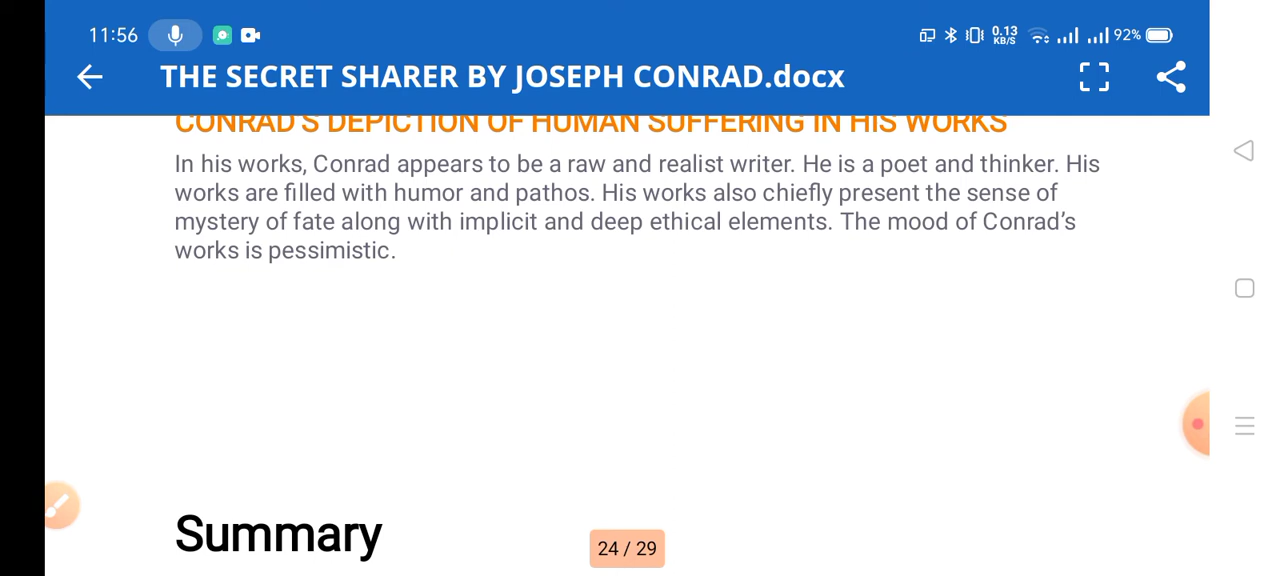 11:56 0.13 KB/S 92%
THE SECRET SHARER BY JOSEPH CONRAD.docx
CONRAD'S DEPICTION OF HUMAN SUFFERING IN HIS WORKS
In his works, Conrad appears to be a raw and realist writer. He is a poet and thinker. His
works are filled with humor and pathos. His works also chiefly present the sense of
mystery of fate along with implicit and deep ethical elements. The mood of Conrad’s
works is pessimistic.
Summary
24 / 29